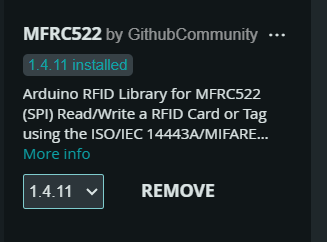 MFRC522 by GithubCommunity ...
1.4.11 installed
Arduino RFID Library for MFRC522
(SPI) Read/Write a RFID Card or Tag
using the ISO/IEC 14443A/MIFARE...
More info
1.4.11 REMOVE